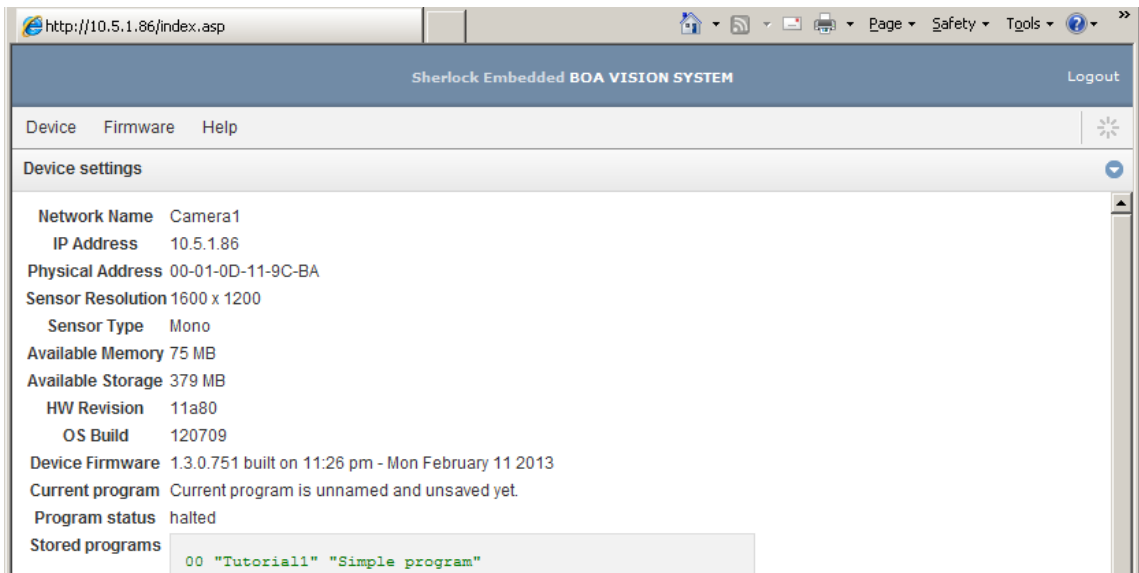 http://10.5.1.86/index.asp
Page Safety Tools
»
Sherlock Embedded BOA VISION SYSTEM Logout
Device Firmware Help
Device settings
Network Name Camera1
IP Address 10.5.1.86
Physical Address 00-01-0D-11-9C-BA
Sensor Resolution 1600 x 1200
Sensor Type Mono
Available Memory 75 MB
Available Storage 379 MB
HW Revision 11a80
OS Build 120709
Device Firmware 1.3.0.751 built on 11:26 pm - Mon February 11 2013
Current program Current program is unnamed and unsaved yet.
Program status halted
Stored programs
00 "Tutorial1" "Simple program"